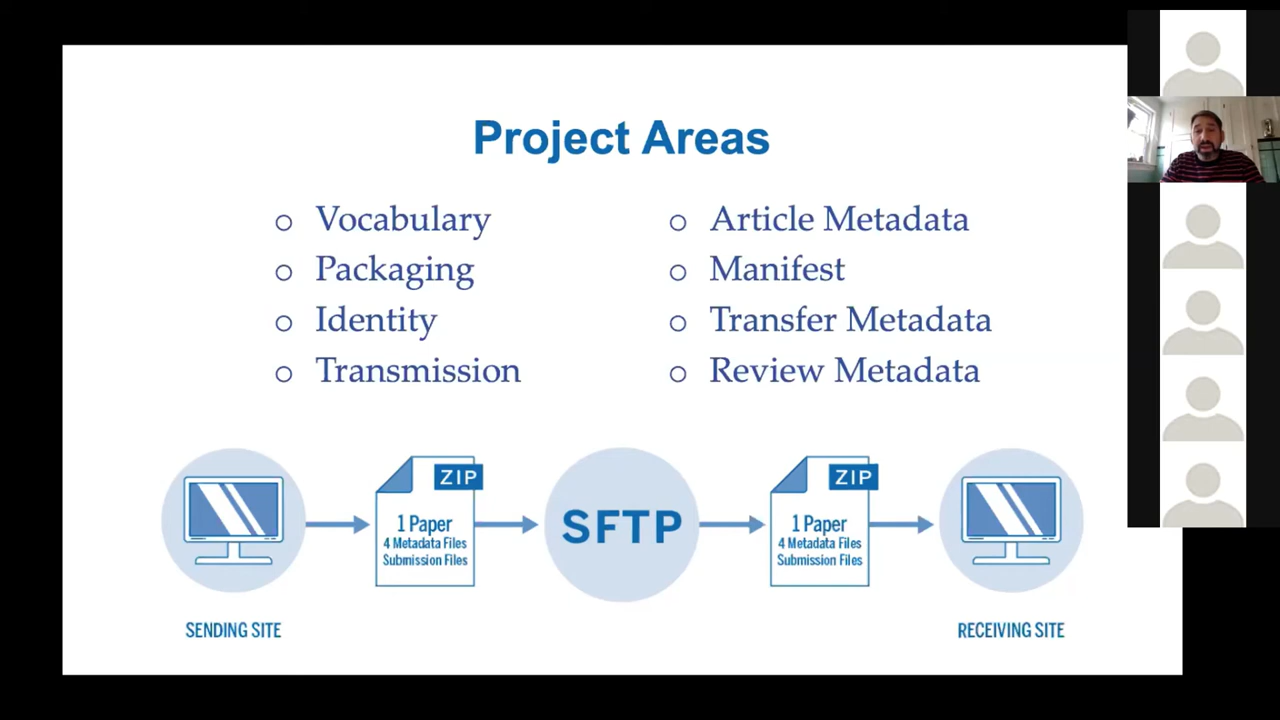 Project Areas
○ Vocabulary
○ Packaging
○ Identity
○ Transmission
○ Article Metadata
○ Manifest
○ Transfer Metadata
○ Review Metadata
ZIP
1 Paper
4 Metadata Files
Submission Files
SFTP
ZIP
1 Paper
4 Metadata Files
Submission Files
SENDING SITE
RECEIVING SITE